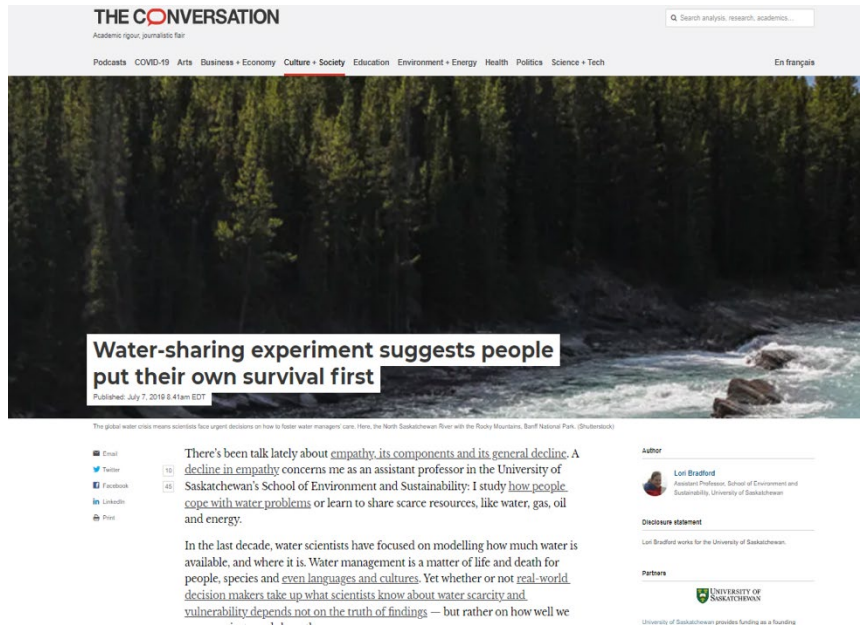 THE CONVERSATION
Academic rigour, journalistic flair
Search analysis, research, academics...
Podcasts COVID-19 Arts Business + Economy Culture + Society Education Environment + Energy Health Politics Science + Tech
En français
Water-sharing experiment suggests people
put their own survival first
Published: July 7, 2019 8.41am EDT
The global water crisis means scientists face urgent decisions on how to foster water managers' care. Here, the North Saskatchewan River with the Rocky Mountains, Banff National Park. (Shutterstock)
Email
Twitter 10
Facebook 45
LinkedIn
Print
There's been talk lately about empathy, its components and its general decline. A
decline in empathy concerns me as an assistant professor in the University of
Saskatchewan's School of Environment and Sustainability: I study how people
cope with water problems or learn to share scarce resources, like water, gas, oil
and energy.
In the last decade, water scientists have focused on modelling how much water is
available, and where it is. Water management is a matter of life and death for
people, species and even languages and cultures. Yet whether or not real-world
decision makers take up what scientists know about water scarcity and
vulnerability depends not on the truth of findings — but rather on how well we
Author
Lori Bradford
Assistant Professor, School of Environment and
Sustainability, University of Saskatchewan
Disclosure statement
Lori Bradford works for the University of Saskatchewan.
Partners
UNIVERSITY OF
SASKATCHEWAN
University of Saskatchewan provides funding as a founding